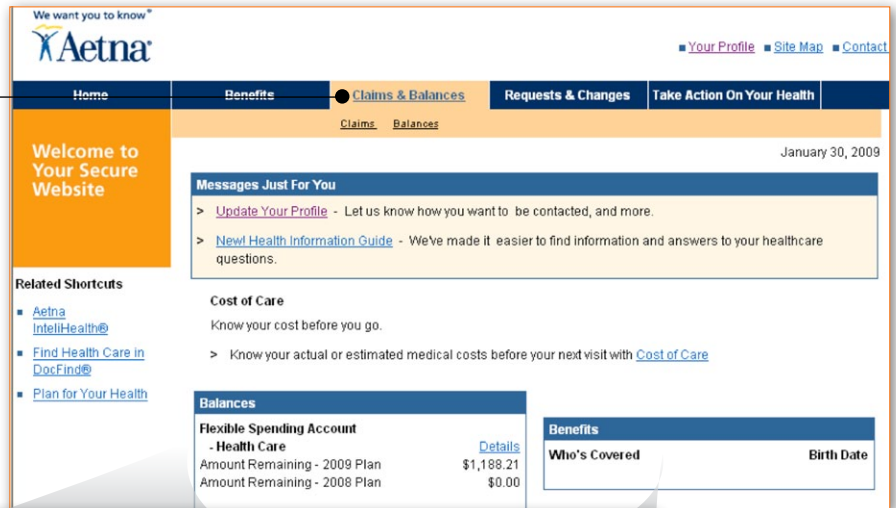 We want you to know®
Aetna®
Your Profile Site Map Contact
Home Benefits Claims & Balances Requests & Changes Take Action On Your Health
Claims Balances
January 30, 2009
Welcome to
Your Secure
Website
Messages Just For You
> Update Your Profile - Let us know how you want to be contacted, and more.
> New! Health Information Guide - We've made it easier to find information and answers to your healthcare
questions.
Related Shortcuts
Aetna
InteliHealth®
Find Health Care in
DocFind®
Plan for Your Health
Cost of Care
Know your cost before you go.
> Know your actual or estimated medical costs before your next visit with Cost of Care
Balances
Flexible Spending Account
- Health Care Details
Amount Remaining - 2009 Plan $1,188.21
Amount Remaining - 2008 Plan $0.00
Benefits
Who's Covered Birth Date